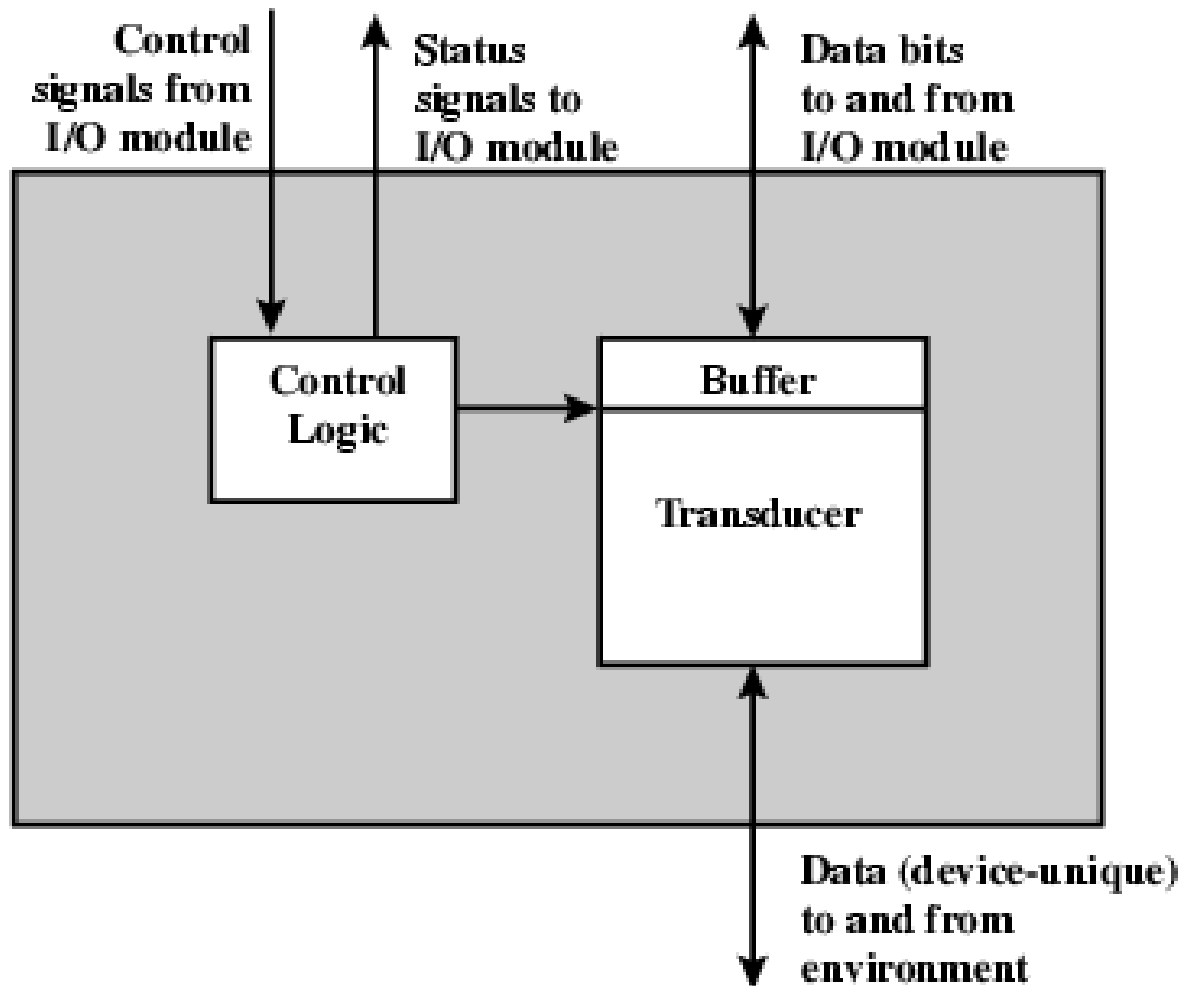 Control
signals from
I/O module
Status
signals to
I/O module
Data bits
to and from
I/O module
Control
Logic
Buffer
Transducer
Data (device-unique)
to and from
environment